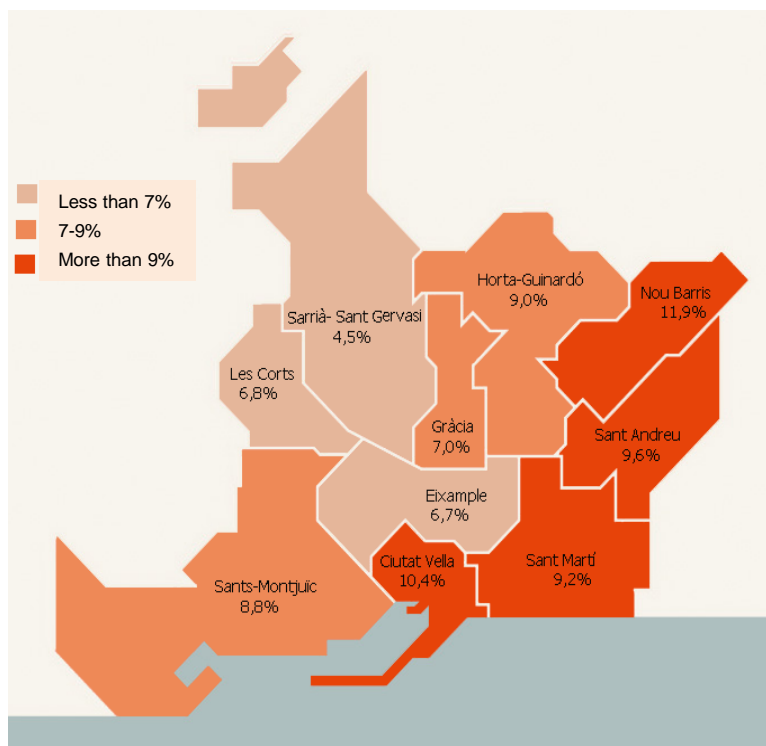 Less than 7%
7-9%
More than 9%
Horta-Guinardó
9,0%
Nou Barris
11,9%
Sarrià- Sant Gervasi
4,5%
Les Corts
6,8%
Gràcia
7,0%
Sant Andreu
9,6%
Eixample
6,7%
Ciutat Vella
10,4%
Sant Martí
9,2%
Sants-Montjuïc
8,8%